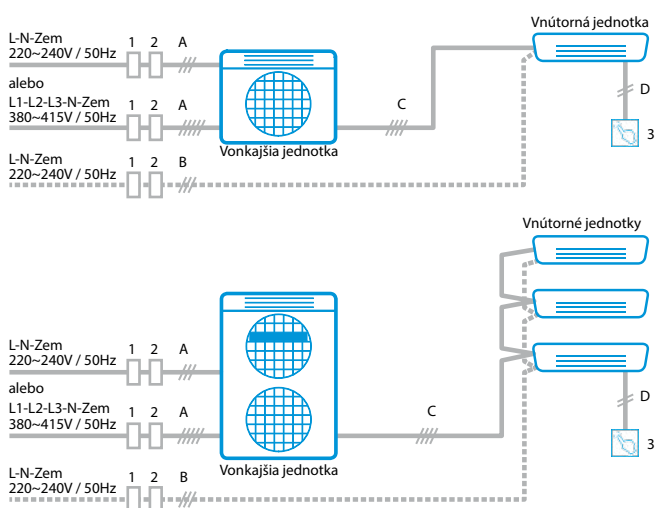 Vnútorná jednotka
L-N-Zem 1 2 A
220~240V / 50Hz
alebo
L1-L2-L3-N-Zem 1 2 A C D
380~415V / 50Hz
3
Vonkajšia jednotka
L-N-Zem 1 2 B
220~240V / 50Hz
Vnútorné jednotky
L-N-Zem 1 2 A
220~240V / 50Hz
alebo
L1-L2-L3-N-Zem 1 2 A C D
380~415V / 50Hz
3
Vonkajšia jednotka
L-N-Zem 1 2 B
220~240V / 50Hz